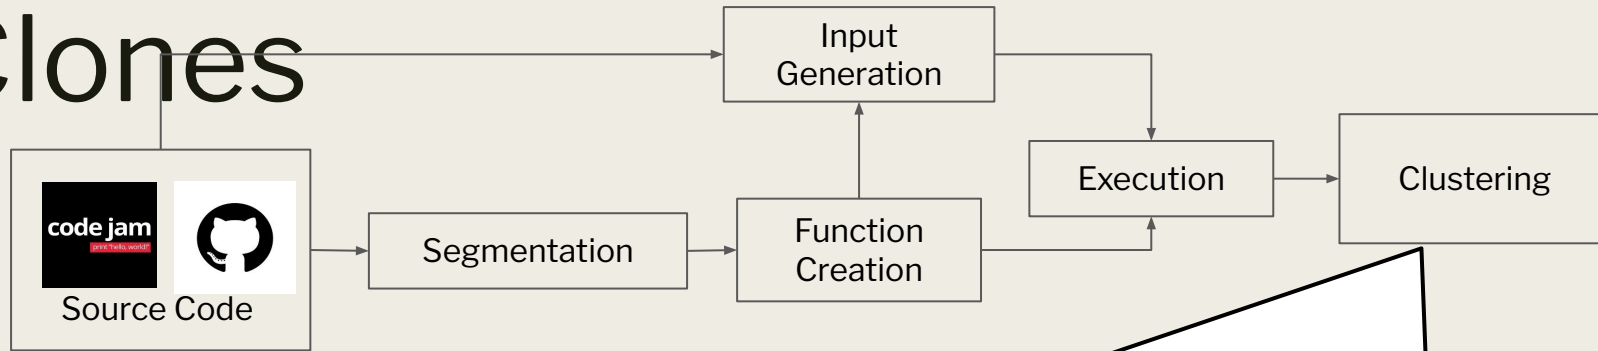 Clones
Input
Generation
Execution
Clustering
code jam
print "hello, world!"
Segmentation
Function
Creation
Source Code